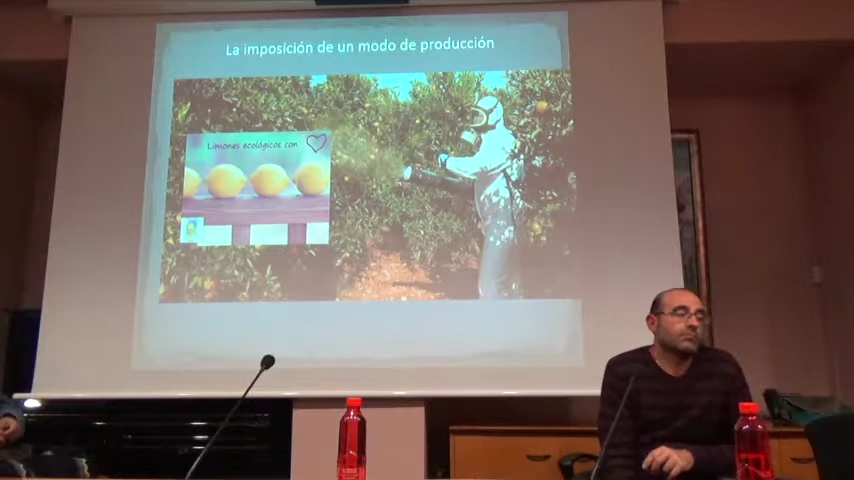 La imposición de un modo de producción
Limones ecológicos con